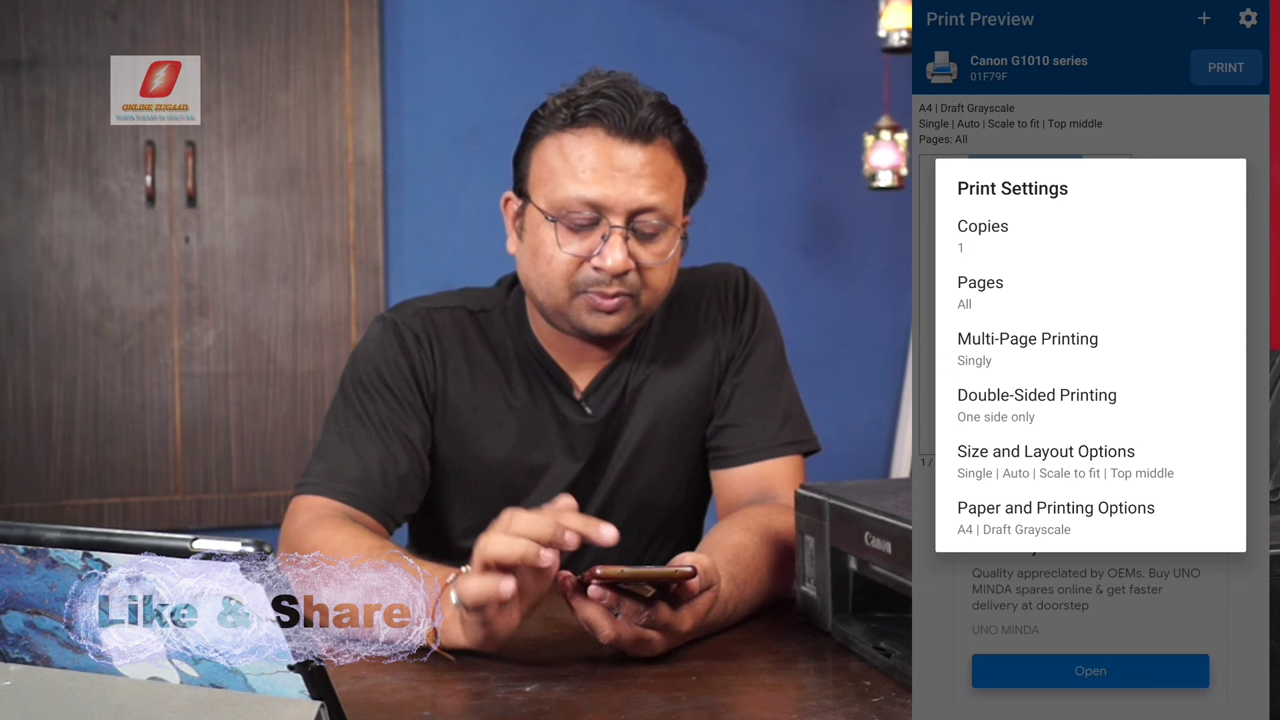 ONLINE ZUGAAD
Like & Share
Canon
Print Preview
Canon G1010 series
01F79F
PRINT
A4 | Draft Grayscale
Single | Auto | Scale to fit | Top middle
Pages: All
Print Settings
Copies
1
Pages
All
Multi-Page Printing
Singly
Double-Sided Printing
One side only
Size and Layout Options
Single | Auto | Scale to fit | Top middle
Paper and Printing Options
A4 | Draft Grayscale
1 /
Quality appreciated by OEMs. Buy UNO
MINDA spares online & get faster
delivery at doorstep
UNO MINDA
Open